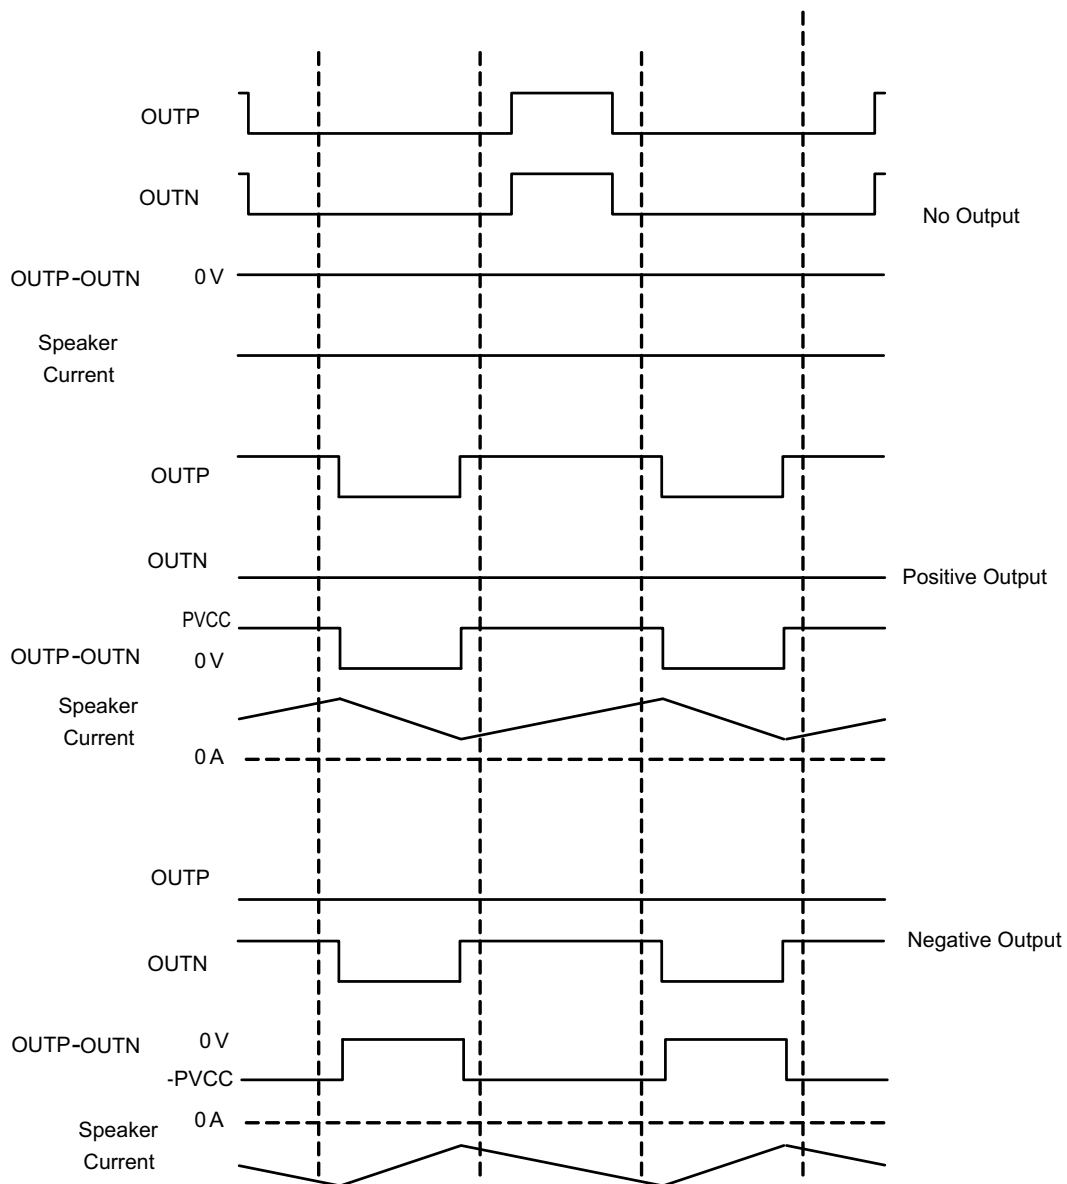 OUTP
OUTN
No Output
OUTP-OUTN 0 V
Speaker
Current
OUTP
OUTN
Positive Output
PVCC
OUTP-OUTN 0 V
Speaker
Current
0 A
OUTP
Negative Output
OUTN
OUTP-OUTN 0 V
-PVCC
0 A
Speaker
Current